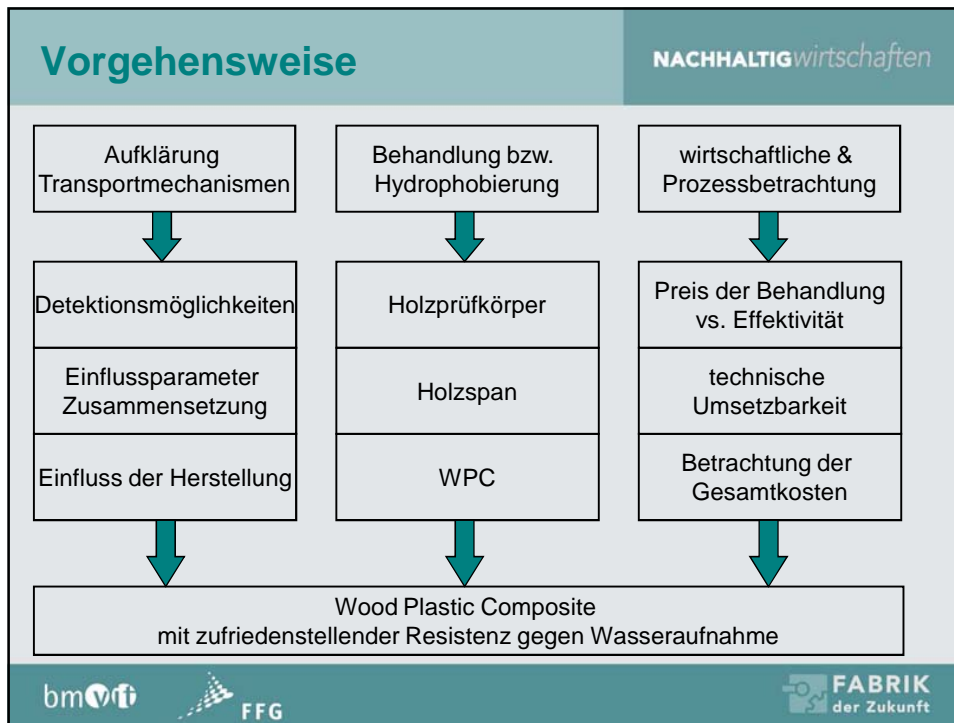 Vorgehensweise
NACHHALTIGwirtschaften
Aufklärung
Transportmechanismen
Detektionsmöglichkeiten
Einflussparameter
Zusammensetzung
Einfluss der Herstellung
Behandlung bzw.
Hydrophobierung
Holzprüfkörper
Holzspan
WPC
wirtschaftliche &
Prozessbetrachtung
Preis der Behandlung
vs. Effektivität
technische
Umsetzbarkeit
Betrachtung der
Gesamtkosten
Wood Plastic Composite
mit zufriedenstellender Resistenz gegen Wasseraufnahme
bmvit
FFG
FABRIK
der Zukunft